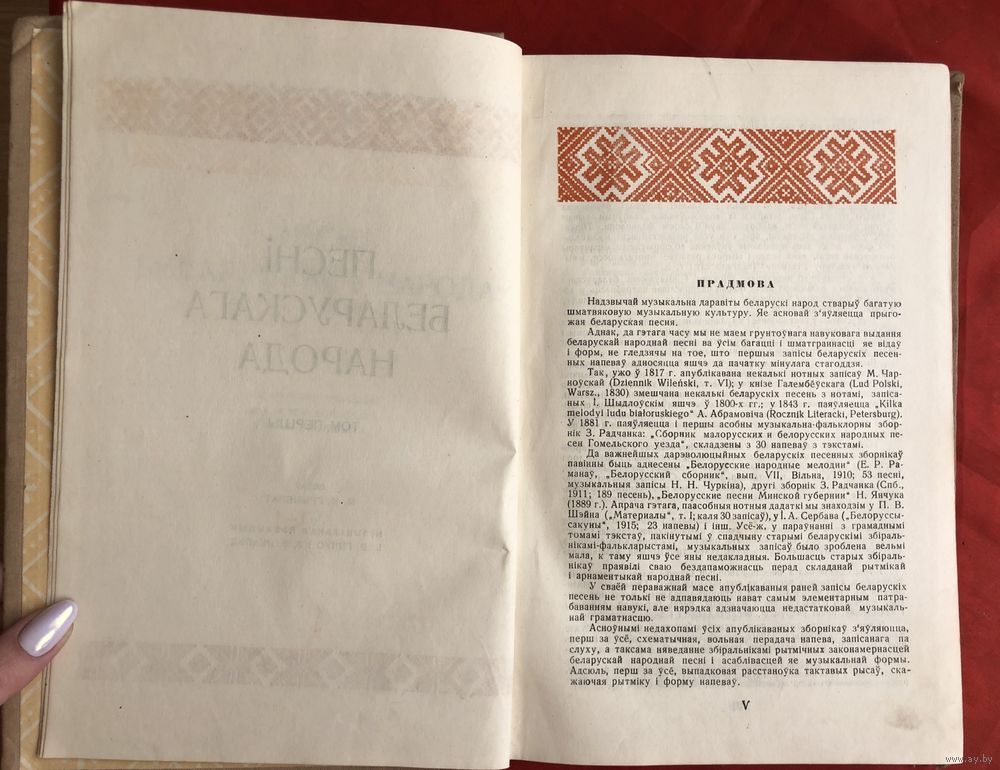 ПЕСНІ
БЕЛАРУСКАГА
НАРОДА
ТОМ ПЕРШЫ
ПРАДМОВА
Надзвычай музыкальна даравіты беларускі народ стварыў багатую
шматвяковую музыкальную культуру. Яе асновай з'яўляецца прыго-
жая беларуская песня.
Аднак, да гэтага часу мы не маем грунтоўнага навуковага выдання
беларускай народнай песні ва ўсім багацці і шматграннасці яе відаў
і форм, не гледзячы на тое, што першыя запісы беларускіх песен-
ных напеваў адносяцца яшчэ да пачатку мінулага стагоддзя.
Так, ужо ў 1817 г. апублікавана некалькі нотных запісаў М. Чар-
ноўскай (Dziennik Wileński, т. VI); у кнізе Галембёўскага (Lud Polski,
Warsz., 1830) змешчана некалькі беларускіх песень з нотамі, запіса-
ных І. Шыдлоўскім яшчэ ў 1800-х гг.; у 1843 г. паяўляецца „Kilka
melodyi ludu białoruskiego“ А. Абрамовіча (Rocznik Literacki, Petersburg).
У 1881 г. паяўляецца і першы асобны музыкальна-фальклорны збор-
нік З. Радчанка: „Сборник малорусских и белорусских народных пе-
сен Гомельского уезда“, складзены з 30 напеваў з тэкстамі.
Да важнейшых дарэволюцыйных беларускіх песенных зборнікаў
павінны быць аднесены „Белорусские народные мелодии“ (Е. Р. Ра-
манаў, „Белорусский сборник“, вып. VII, Вільна, 1910; 53 песні,
музыкальныя запісы Н. Н. Чуркіна), другі зборнік З. Радчанка (Спб.,
1911; 189 песень), „Белорусские песни Минской губернии“ Н. Янчука
(1889 г.). Апрача гэтага, паасобныя нотныя дадаткі мы знаходзім у П. В.
Шэйна („Материалы“, т. I; каля 30 запісаў), у І. А. Сербава („Белоруссы-
сакуны“, 1915; 23 напевы) і інш. Усё-ж, у параўнанні з грамаднімі
томамі тэкстаў, пакінутымі ў спадчыну старымі беларускімі збіраль-
нікамі-фалькларыстамі, музыкальных запісаў было зроблена вельмі
мала, к таму яшчэ ўсе яны недакладныя. Большасць старых збіраль-
нікаў праявілі сваю бездапаможнасць перад складанай рытмікай
і арнаментыкай народнай песні.
У сваёй пераважнай масе апублікаваныя раней запісы беларускіх
песень не толькі не адпавядаюць нават самым элементарным патра-
баванням навукі, але нярэдка адзначаюцца недастатковай музыкаль-
най граматнасцю.
Асноўнымі недахопамі ўсіх апублікаваных зборнікаў з'яўляюцца,
перш за ўсё, схематычная, вольная перадача напева, запісанага па
слуху, а таксама няведанне збіральнікамі рытмічных законамернасцей
беларускай народнай песні і асаблівасцей яе музыкальнай формы.
Адсюль, перш за ўсё, выпадковая расстаноўка тактавых рысаў, ска-
жаючая рытміку і форму напеваў.
V
www.ay.by